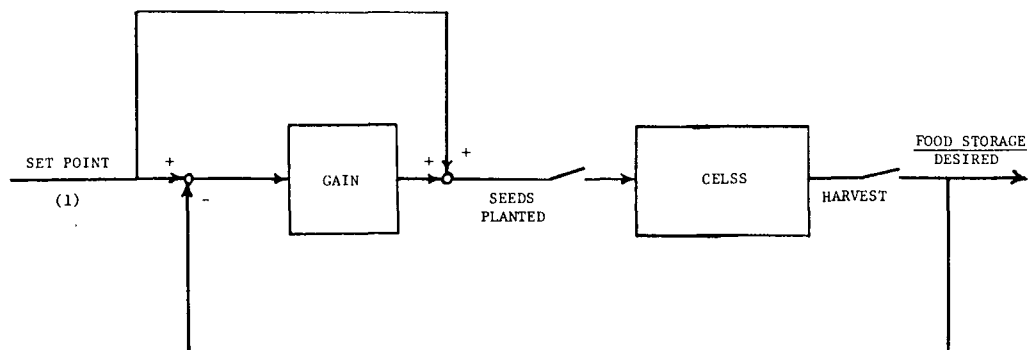 SET POINT
(1)
+
-
GAIN
+
+
SEEDS
PLANTED
CELSS
HARVEST
FOOD STORAGE
DESIRED